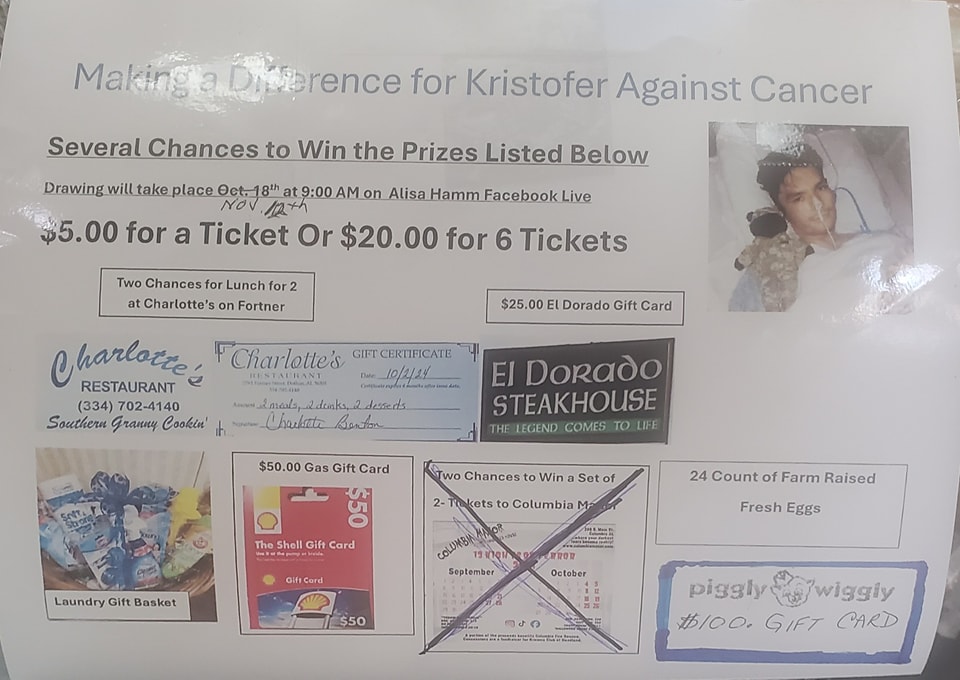 Making a Difference for Kristofer Against Cancer
Several Chances to Win the Prizes Listed Below
Drawing will take place Oct. 18th at 9:00 AM on Alisa Hamm Facebook Live
Nov. 12th
$5.00 for a Ticket Or $20.00 for 6 Tickets
Two Chances for Lunch for 2
at Charlotte's on Fortner
$25.00 El Dorado Gift Card
Charlotte's
RESTAURANT
(334) 702-4140
Southern Granny Cookin'
Charlotte's GIFT CERTIFICATE
RESTAURANT
Date: 10/2/24
2 meals, 2 drinks, 2 desserts
Charlotte Benton
El Dorado
STEAKHOUSE
THE LEGEND COMES TO LIFE
Laundry Gift Basket
$50.00 Gas Gift Card
$50
The Shell Gift Card
Gift Card
$50
Two Chances to Win a Set of
2- Tickets to Columbia Manor
COLUMBIA MANOR
September October
24 Count of Farm Raised
Fresh Eggs
piggly wiggly
$100. GIFT CARD